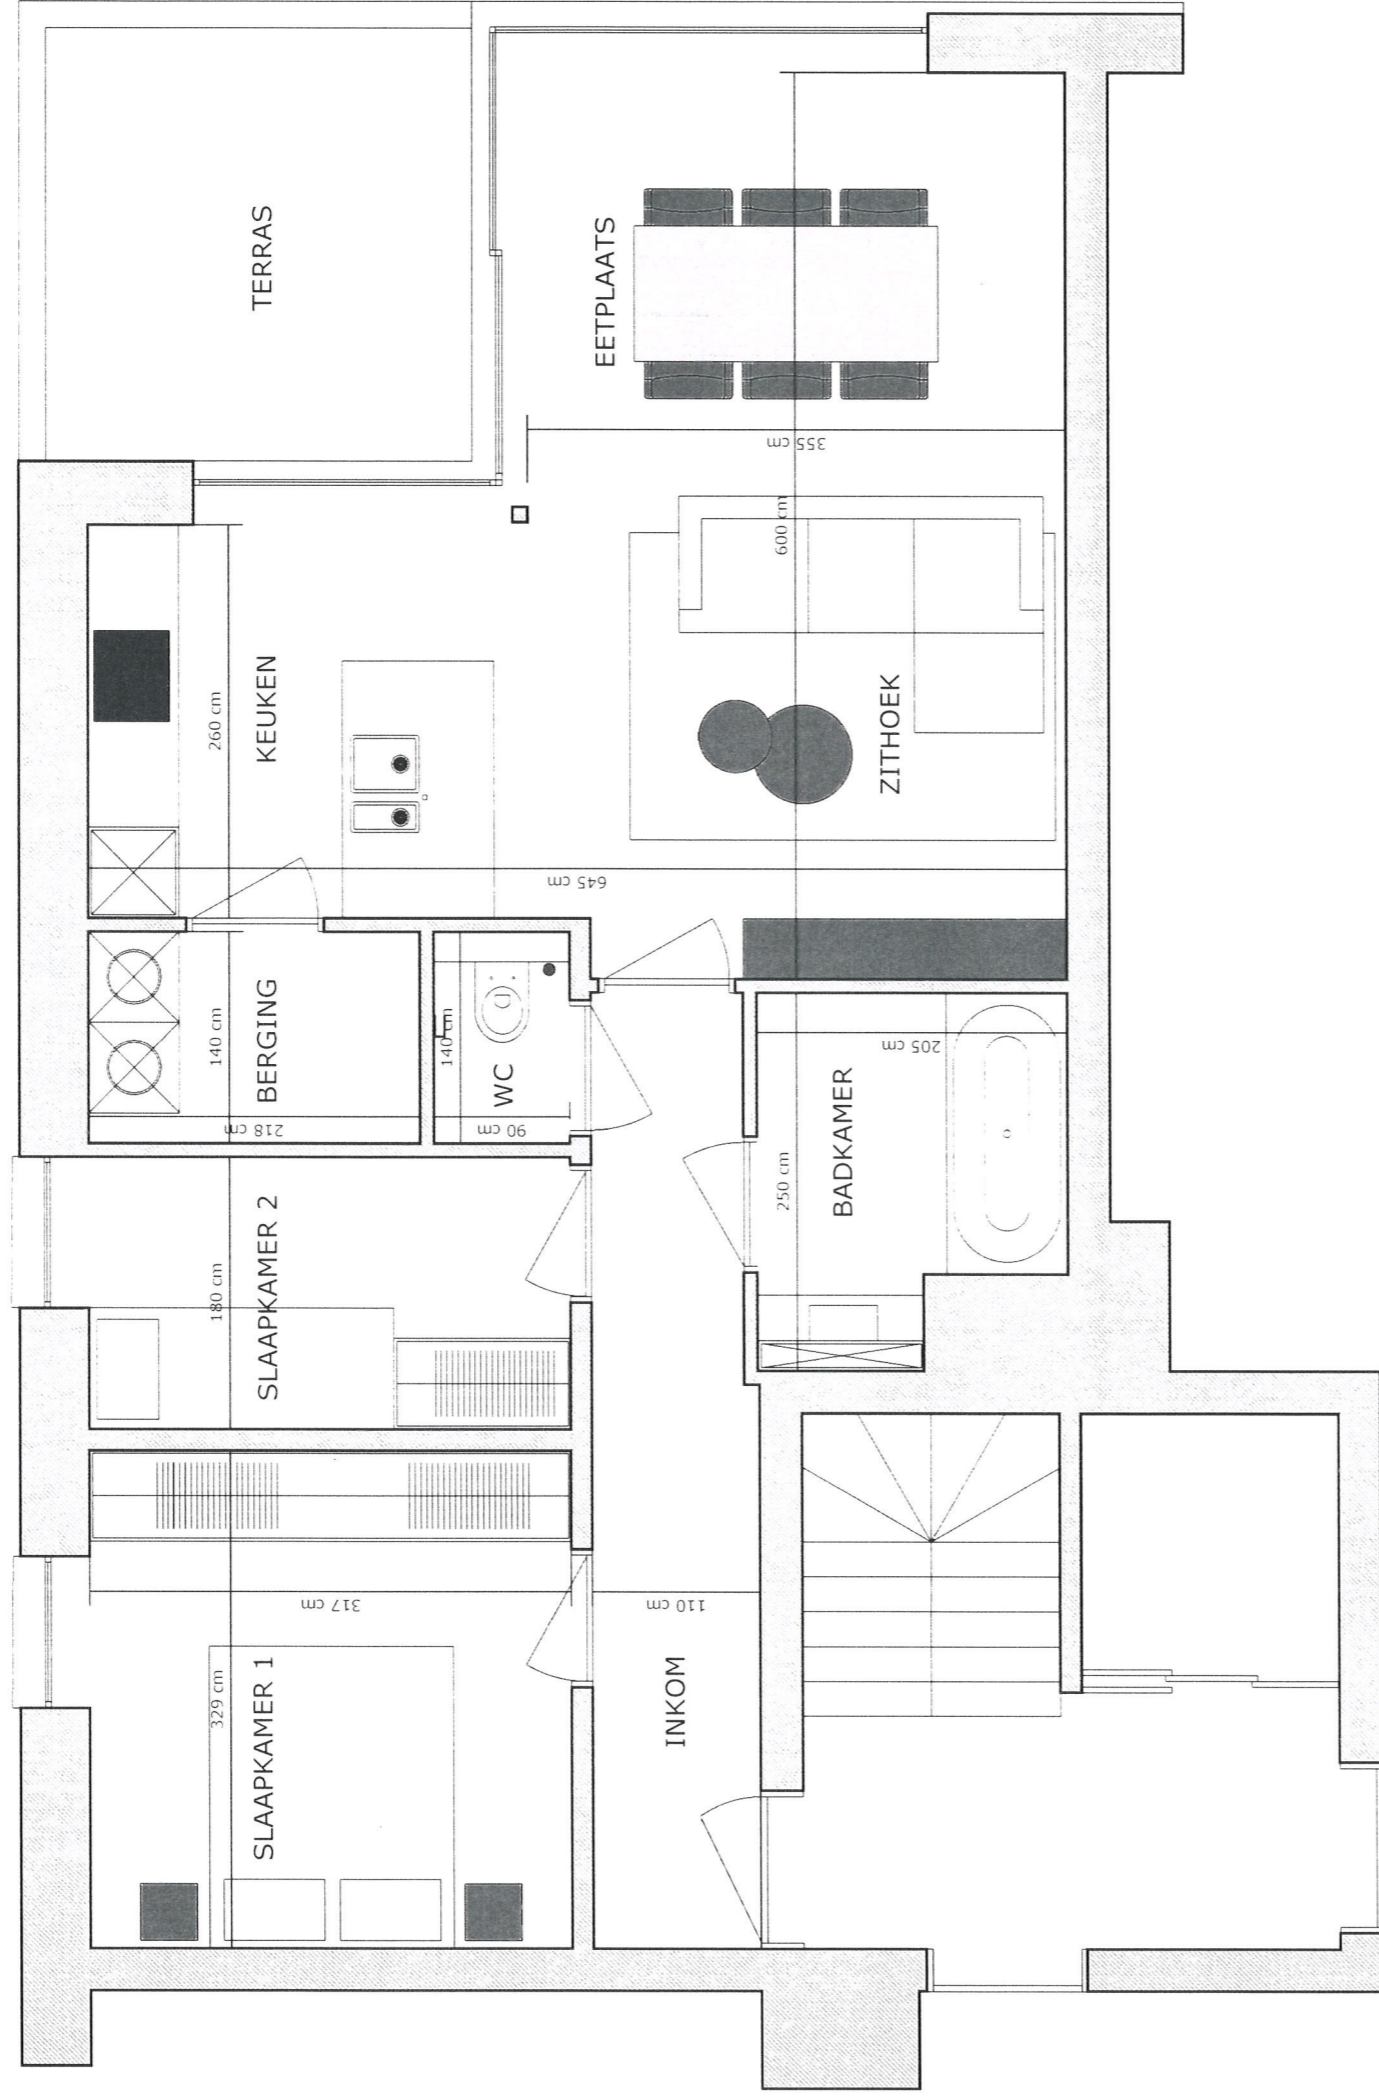 TERRAS
EETPLAATS
355 cm
600 cm
KEUKEN
260 cm
ZITHOEK
645 cm
BERGING
140 cm
218 cm
WC
140 cm
90 cm
BADKAMER
205 cm
250 cm
SLAAPKAMER 2
180 cm
SLAAPKAMER 1
317 cm
329 cm
INKOM
110 cm